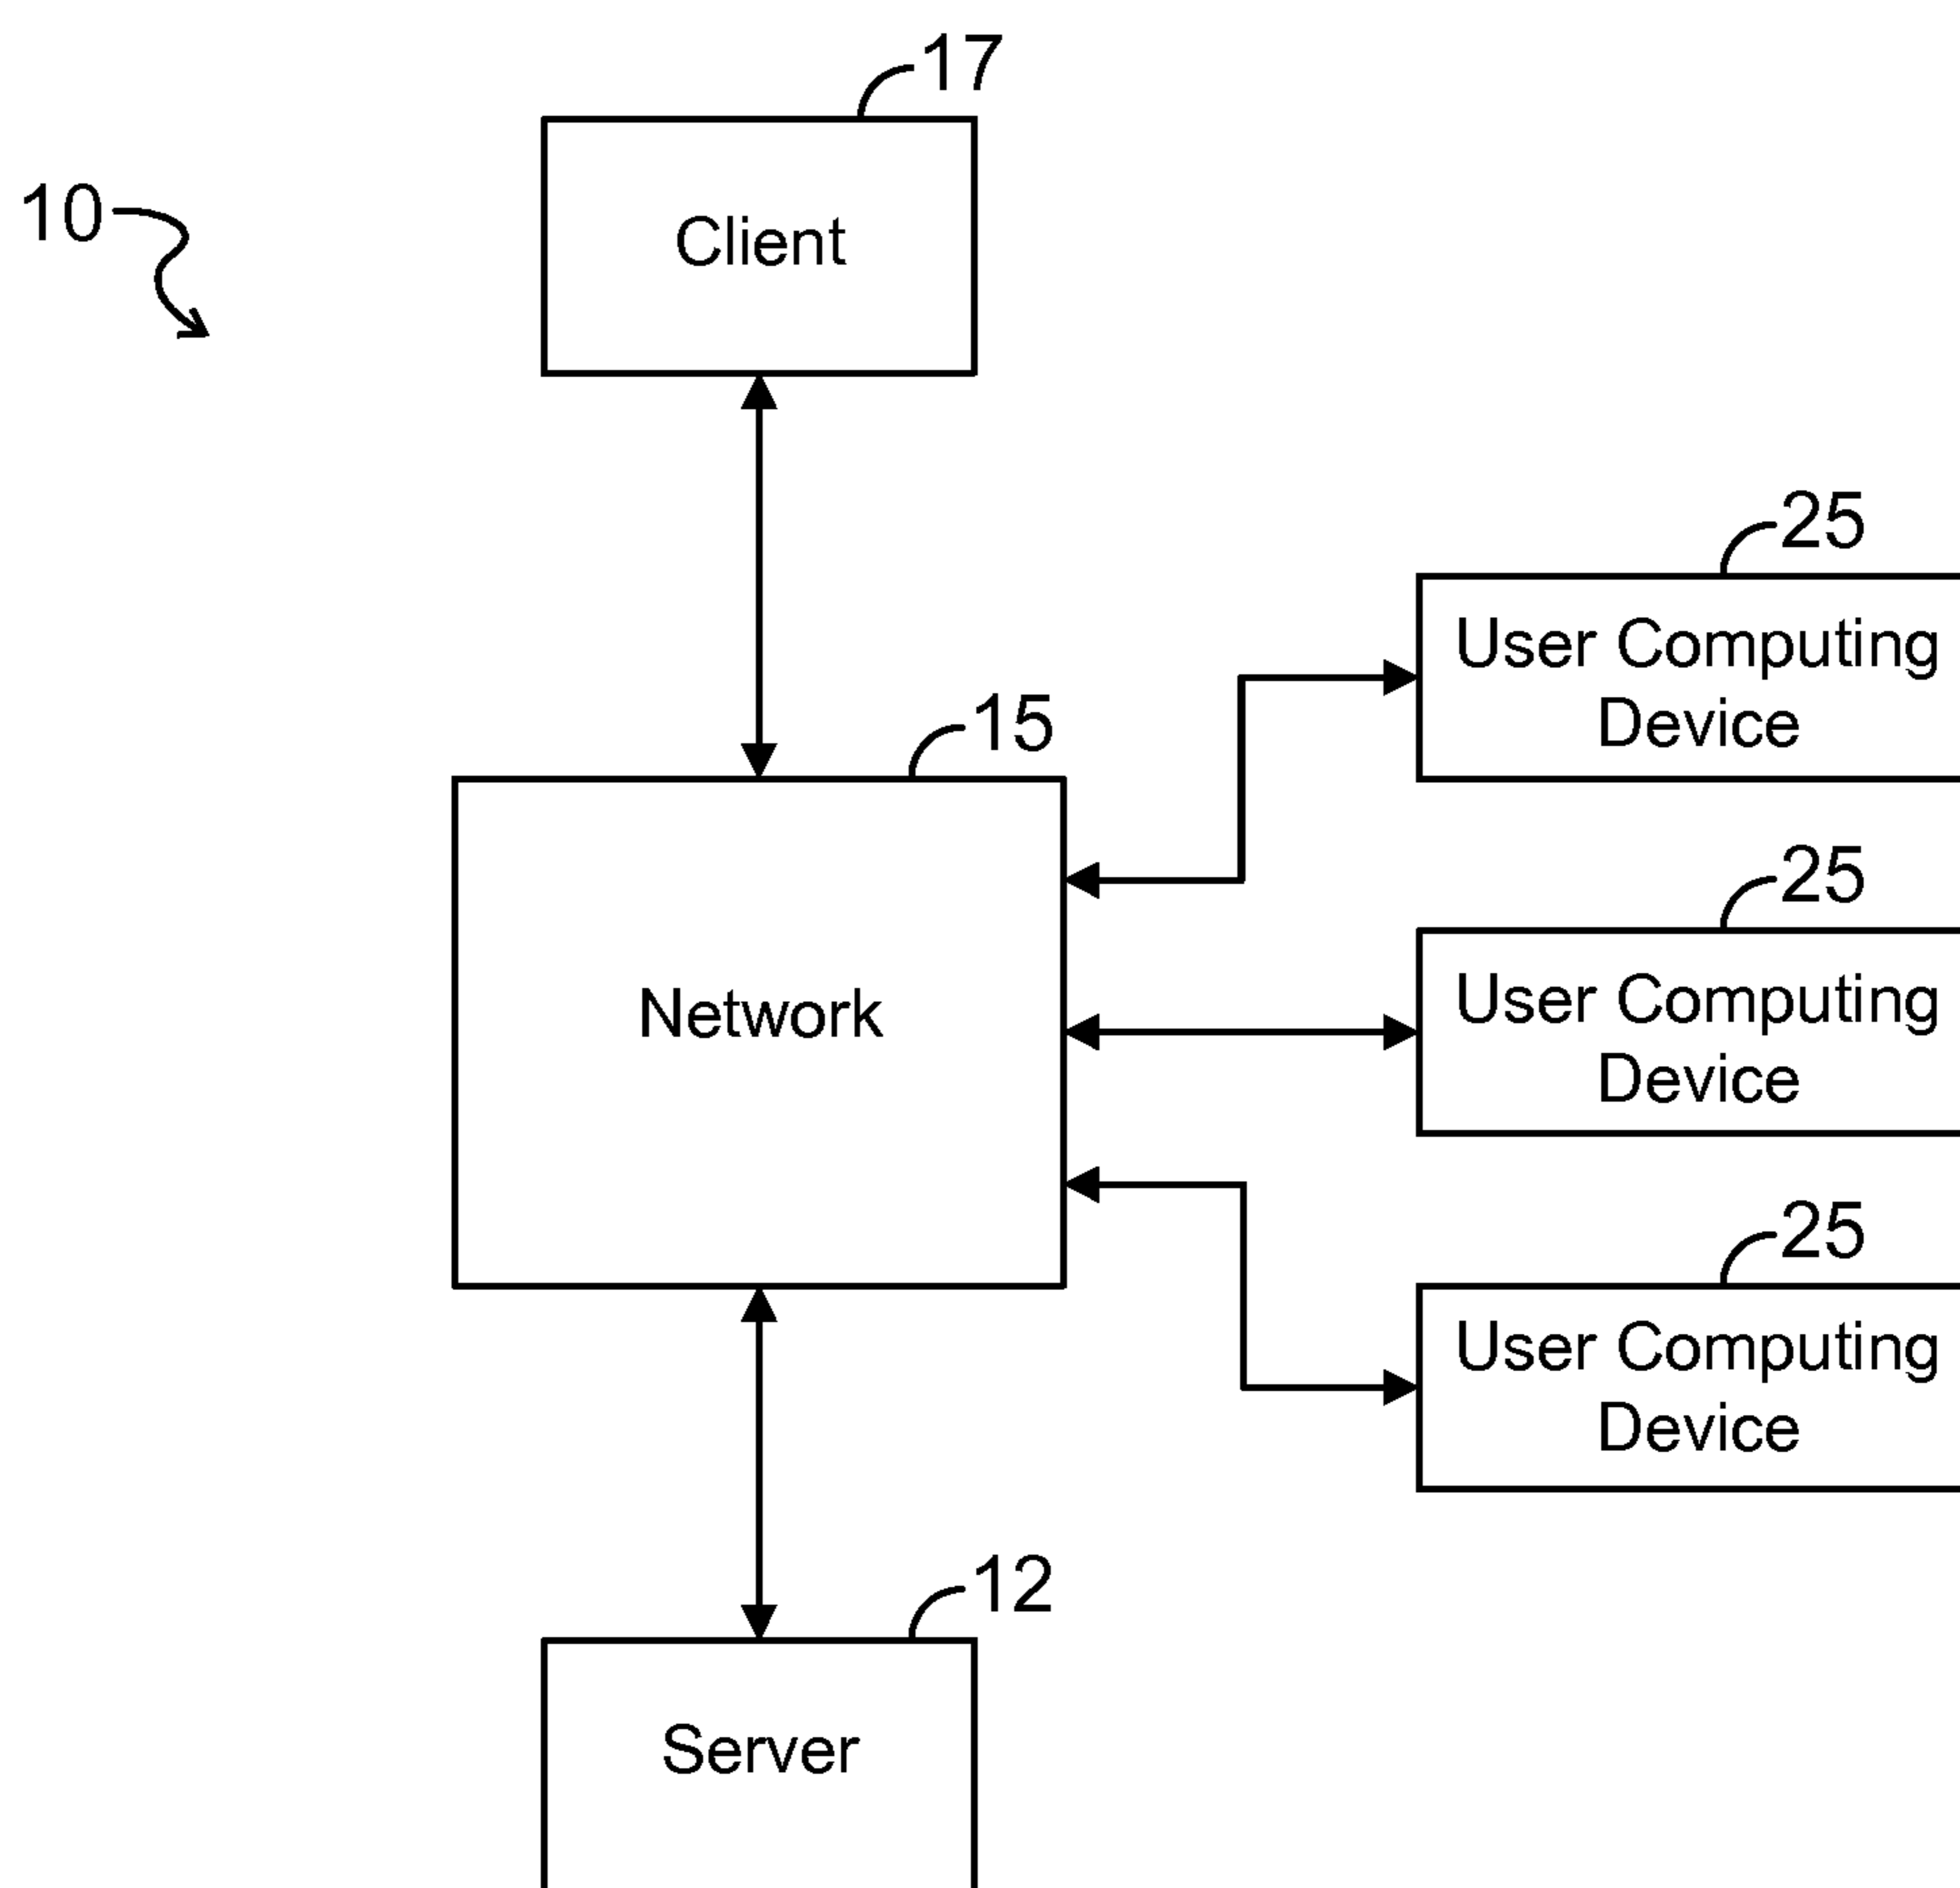 17
10
Client
25
User Computing
Device
15
25
Network
User Computing
Device
25
User Computing
Device
12
Server